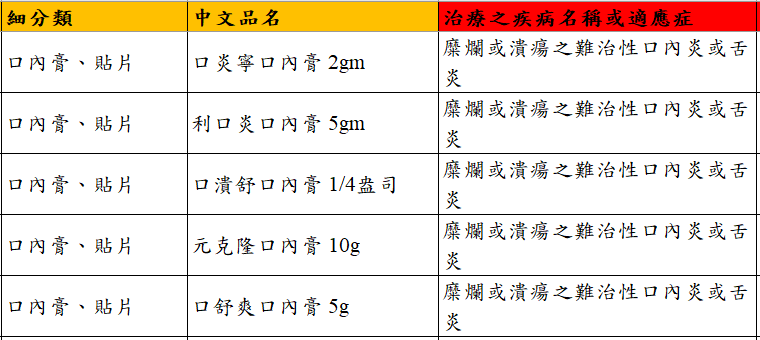 細分類 中文品名 治療之疾病名稱或適應症
口內膏、貼片 口炎寧口內膏 2gm 糜爛或潰瘍之難治性口內炎或舌
炎
口內膏、貼片 利口炎口內膏 5gm 糜爛或潰瘍之難治性口內炎或舌
炎
口內膏、貼片 口潰舒口內膏 1/4盎司 糜爛或潰瘍之難治性口內炎或舌
炎
口內膏、貼片 元克隆口內膏 10g 糜爛或潰瘍之難治性口內炎或舌
炎
口內膏、貼片 口舒爽口內膏 5g 糜爛或潰瘍之難治性口內炎或舌
炎